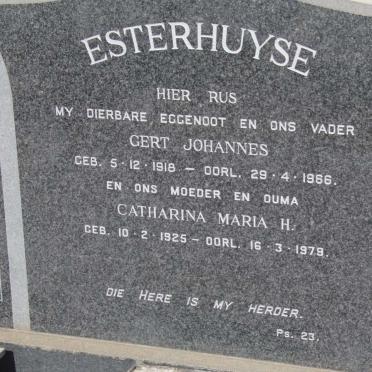 ESTERHUYSE
HIER RUS
MY DIERBARE EGGENOOT EN ONS VADER
GERT JOHANNES
GEB. 5·12·1918 – OORL. 29·4·1966.
EN ONS MOEDER EN OUMA
CATHARINA MARIA H.
GEB. 10·2·1925 – OORL. 16·3·1979.
DIE HERE IS MY HERDER.
Ps. 23.